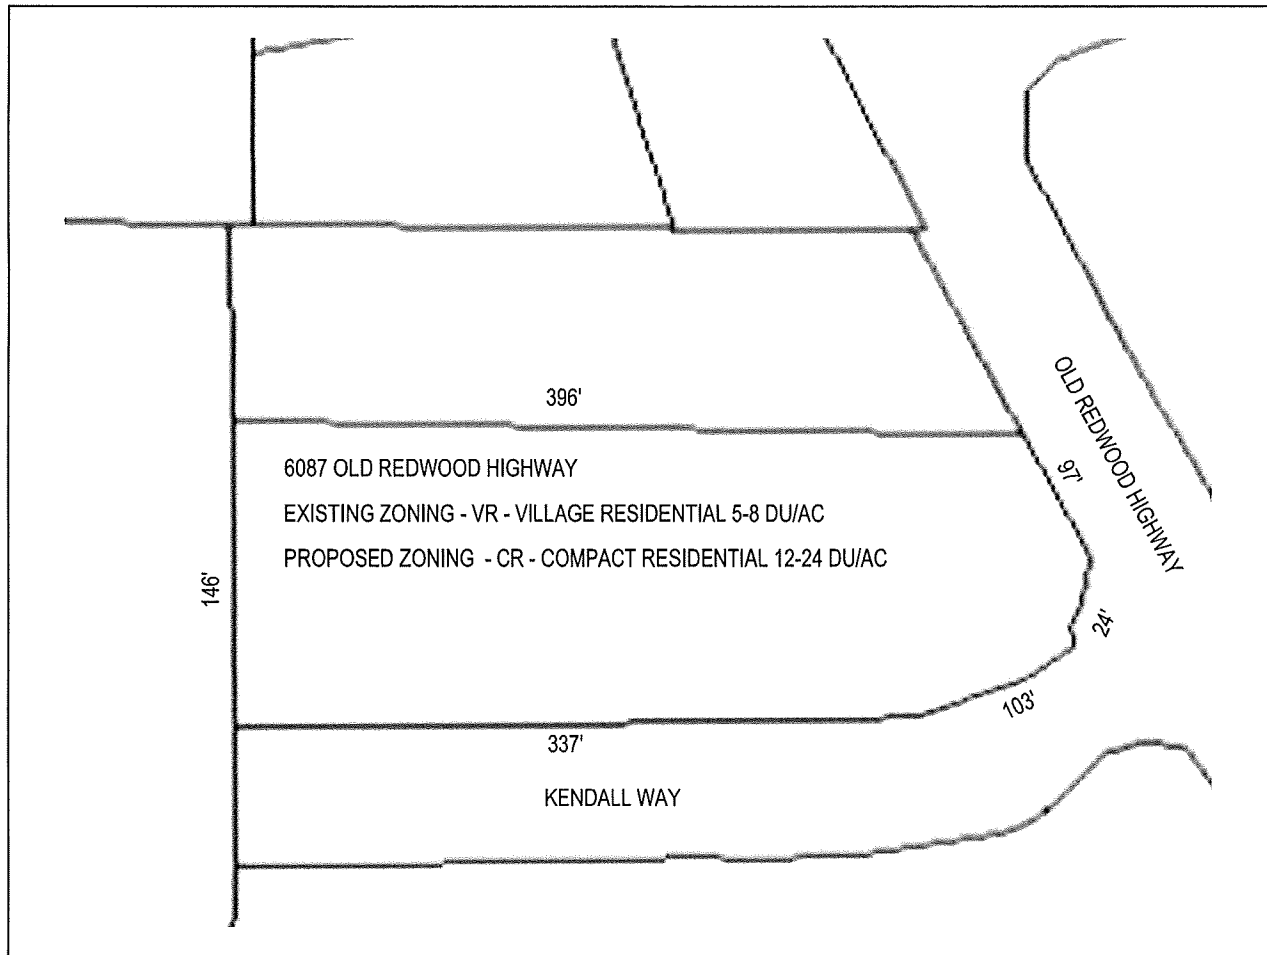 396'
OLD REDWOOD HIGHWAY
97'
6087 OLD REDWOOD HIGHWAY
EXISTING ZONING - VR - VILLAGE RESIDENTIAL 5-8 DU/AC
PROPOSED ZONING - CR - COMPACT RESIDENTIAL 12-24 DU/AC
146'
24'
103'
337'
KENDALL WAY